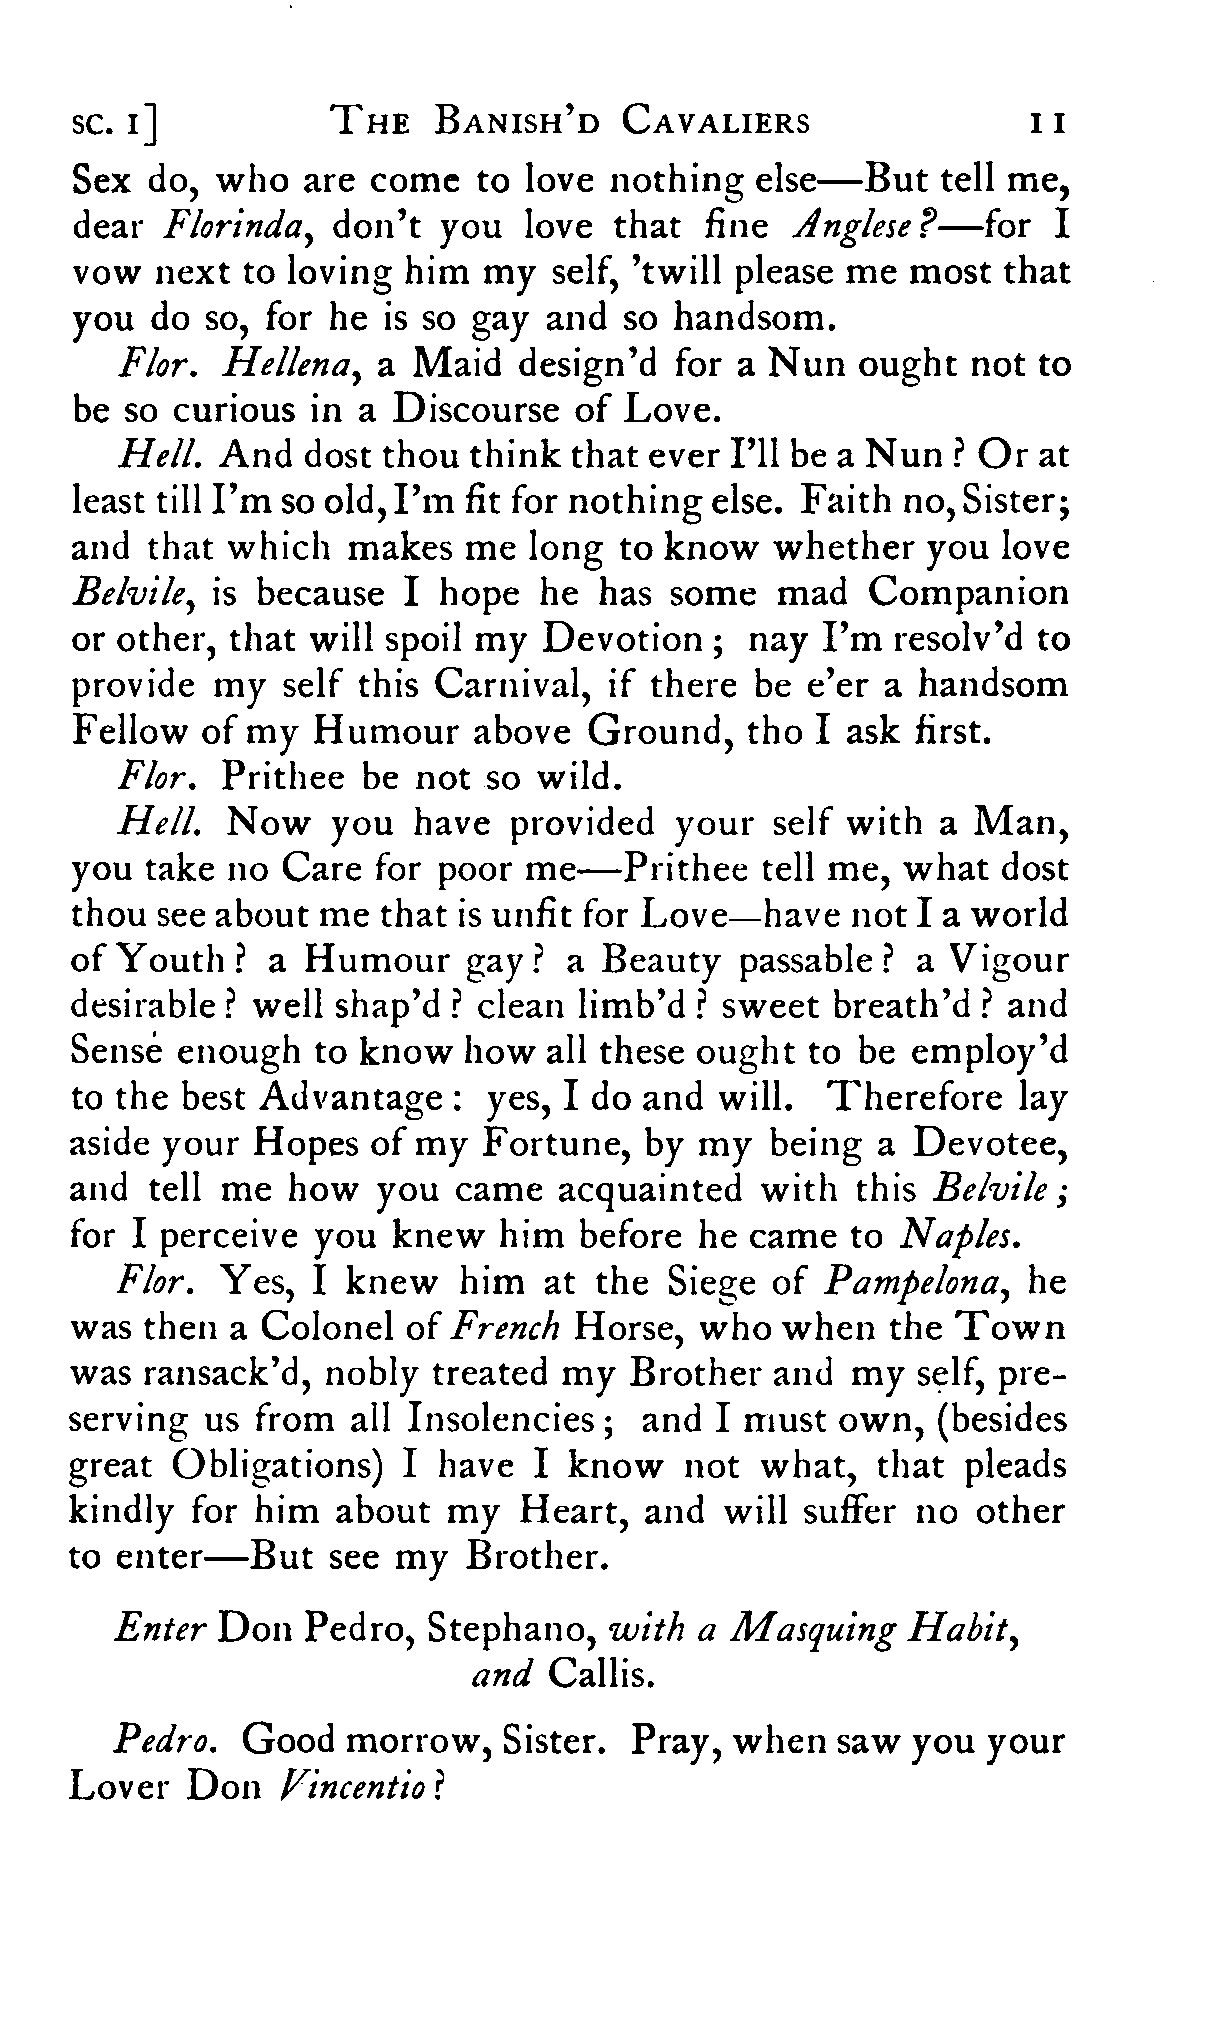 SC. I] THE BANISH'D CAVALIERS 11
Sex do, who are come to love nothing else—But tell me,
dear Florinda, don't you love that fine Anglese?—for I
vow next to loving him my self, 'twill please me most that
you do so, for he is so gay and so handsom.
Flor. Hellena, a Maid design'd for a Nun ought not to
be so curious in a Discourse of Love.
Hell. And dost thou think that ever I'll be a Nun? Or at
least till I'm so old, I'm fit for nothing else. Faith no, Sister;
and that which makes me long to know whether you love
Belvile, is because I hope he has some mad Companion
or other, that will spoil my Devotion; nay I'm resolv'd to
provide my self this Carnival, if there be e'er a handsom
Fellow of my Humour above Ground, tho I ask first.
Flor. Prithee be not so wild.
Hell. Now you have provided your self with a Man,
you take no Care for poor me—Prithee tell me, what dost
thou see about me that is unfit for Love—have not I a world
of Youth? a Humour gay? a Beauty passable? a Vigour
desirable? well shap'd? clean limb'd? sweet breath'd? and
Sense enough to know how all these ought to be employ'd
to the best Advantage: yes, I do and will. Therefore lay
aside your Hopes of my Fortune, by my being a Devotee,
and tell me how you came acquainted with this Belvile;
for I perceive you knew him before he came to Naples.
Flor. Yes, I knew him at the Siege of Pampelona, he
was then a Colonel of French Horse, who when the Town
was ransack'd, nobly treated my Brother and my self, pre-
serving us from all Insolencies; and I must own, (besides
great Obligations) I have I know not what, that pleads
kindly for him about my Heart, and will suffer no other
to enter—But see my Brother.
Enter Don Pedro, Stephano, with a Masquing Habit,
and Callis.
Pedro. Good morrow, Sister. Pray, when saw you your
Lover Don Vincentio?